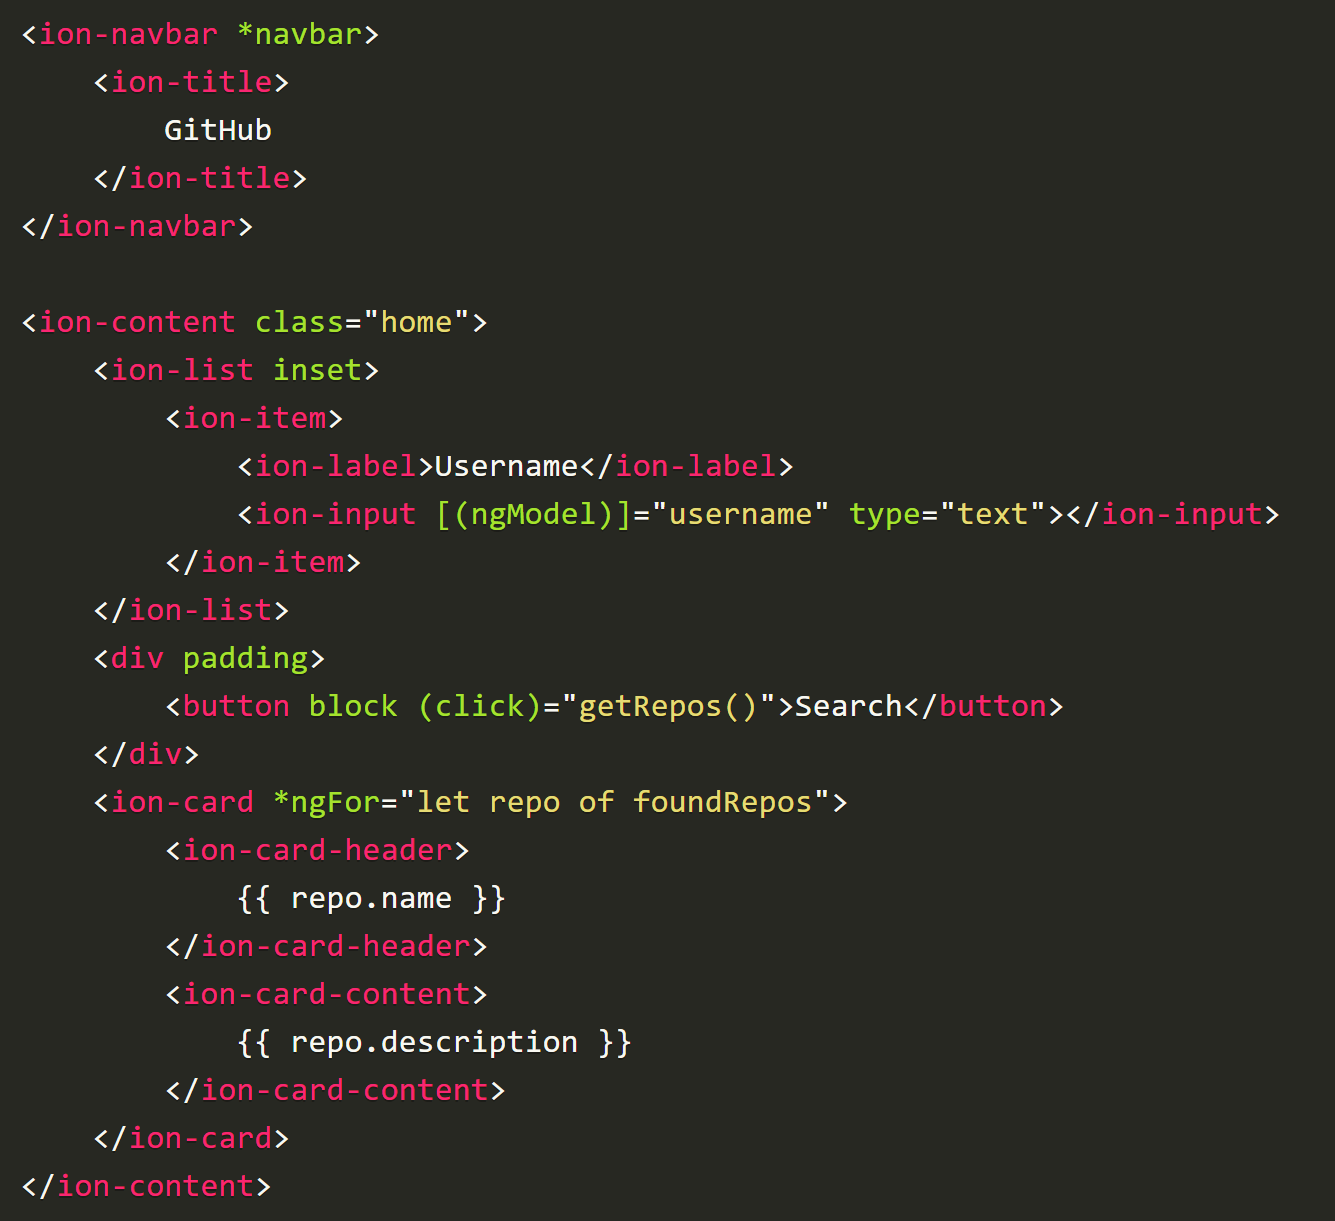 <ion-navbar *navbar>
    <ion-title>
        GitHub
    </ion-title>
</ion-navbar>

<ion-content class="home">
    <ion-list inset>
        <ion-item>
            <ion-label>Username</ion-label>
            <ion-input [(ngModel)]="username" type="text"></ion-input>
        </ion-item>
    </ion-list>
    <div padding>
        <button block (click)="getRepos()">Search</button>
    </div>
    <ion-card *ngFor="let repo of foundRepos">
        <ion-card-header>
            {{ repo.name }}
        </ion-card-header>
        <ion-card-content>
            {{ repo.description }}
        </ion-card-content>
    </ion-card>
</ion-content>